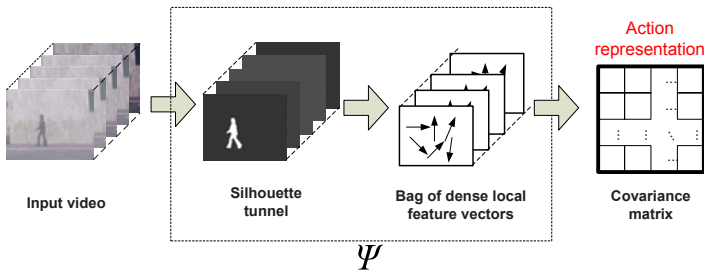 Action
representation
Input video
Silhouette
tunnel
Bag of dense local
feature vectors
Covariance
matrix
Ψ